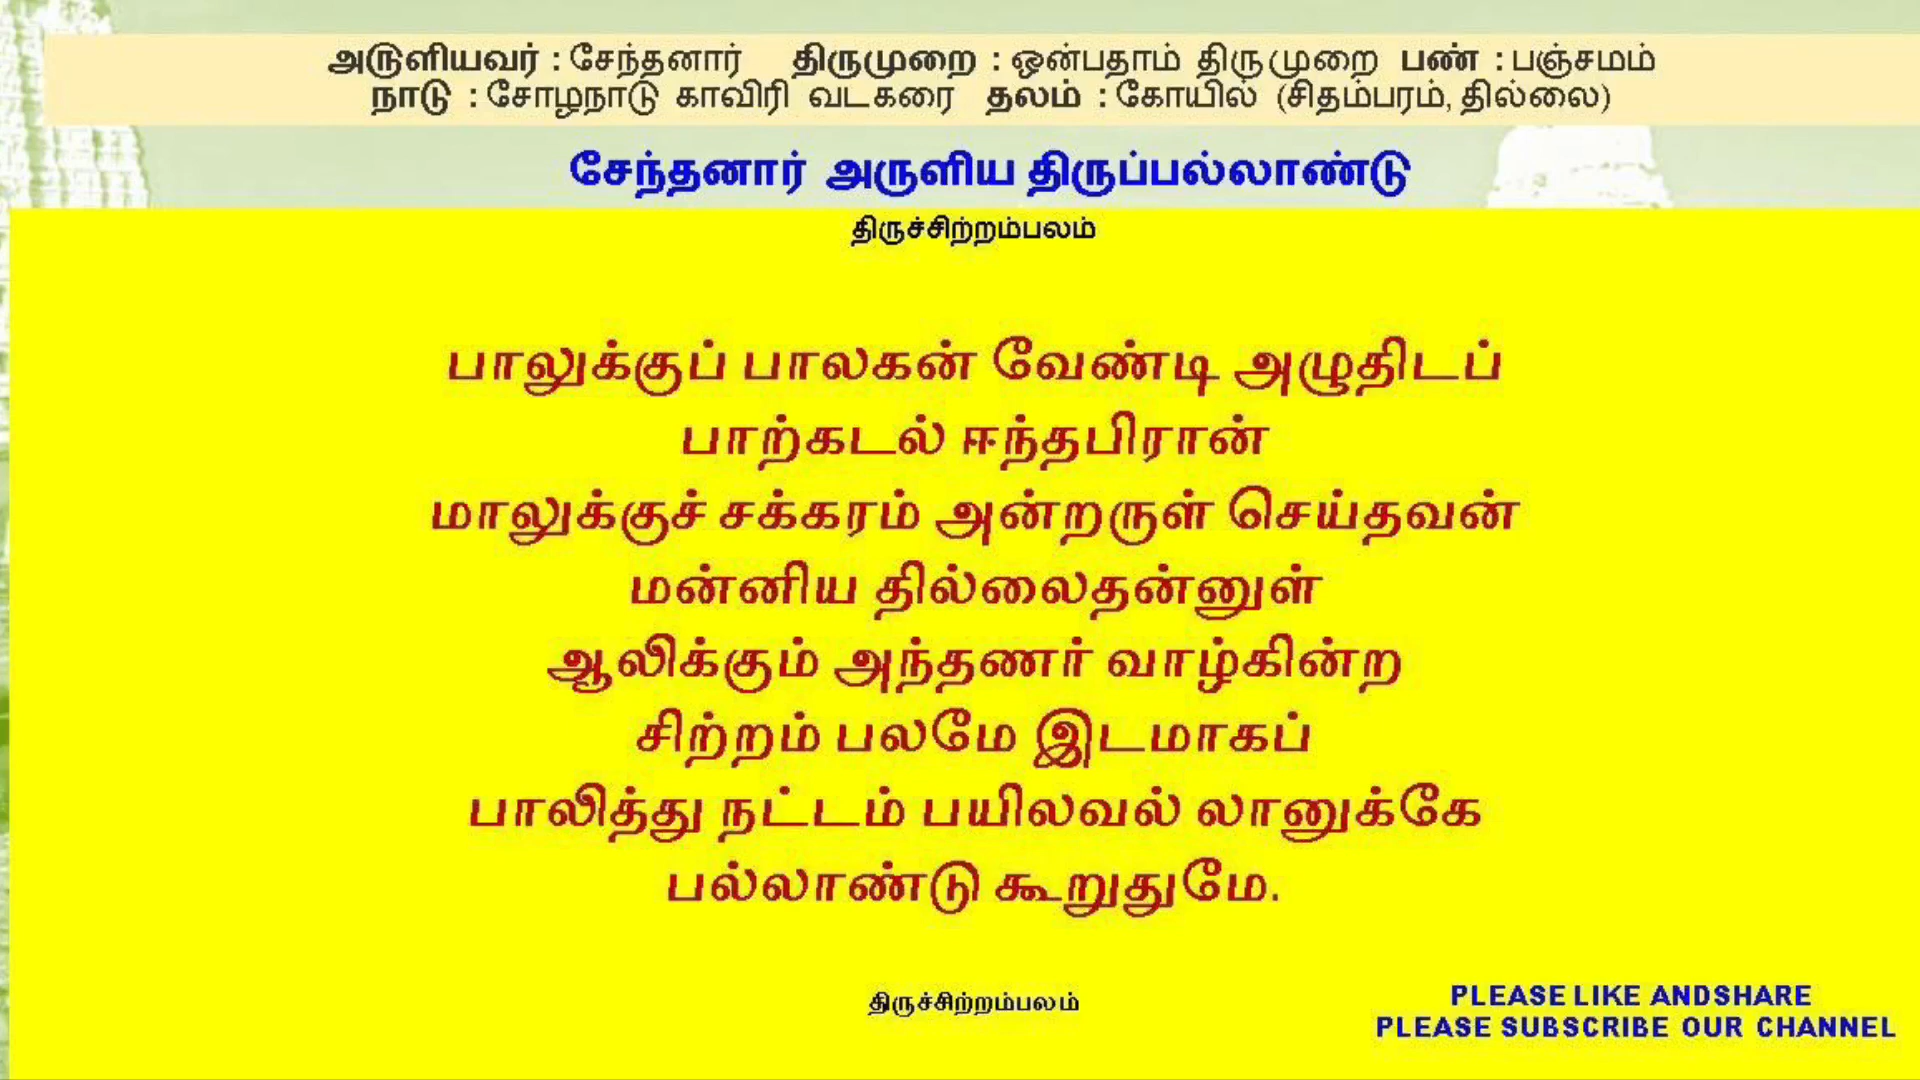 அடூளியவர் : சேந்தனார் திருமுறை : ஒன்பதாம் திருமுறை பண் : பஞ்சமம்
நாடு : சோழநாடு காவிரி வடகரை தலம் : கோயில் (சிதம்பரம், தில்லை)
சேந்தனார் அருளிய திருப்பல்லாண்டு
திருச்சிற்றம்பலம்
பாலுக்குப் பாலகன் வேண்டி அழுதிடப்
பாற்கடல் ஈந்தபிரான்
மாலுக்குச் சக்கரம் அன்றருள் செய்தவன்
மன்னிய தில்லைதன்னுள்
ஆலிக்கும் அந்தணர் வாழ்கின்ற
சிற்றம் பலமே இடமாகப்
பாலித்து நட்டம் பயிலவல் லானுக்கே
பல்லாண்டு கூறுதுமே.
திருச்சிற்றம்பலம்
PLEASE LIKE ANDSHARE
PLEASE SUBSCRIBE OUR CHANNEL